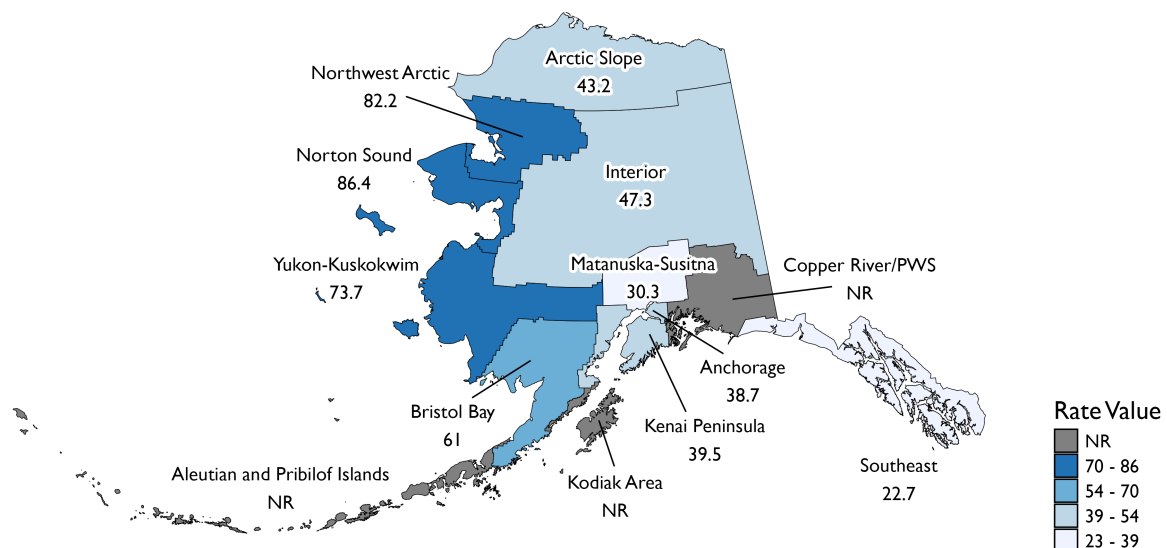 Arctic Slope
43.2
Northwest Arctic
82.2
Norton Sound
86.4
Interior
47.3
Yukon-Kuskokwim
73.7
Matanuska-Susitna
30.3
Copper River/PWS
NR
Anchorage
38.7
Bristol Bay
61
Kenai Peninsula
39.5
Aleutian and Pribilof Islands
NR
Kodiak Area
NR
Southeast
22.7
Rate Value
NR
70 - 86
54 - 70
39 - 54
23 - 39